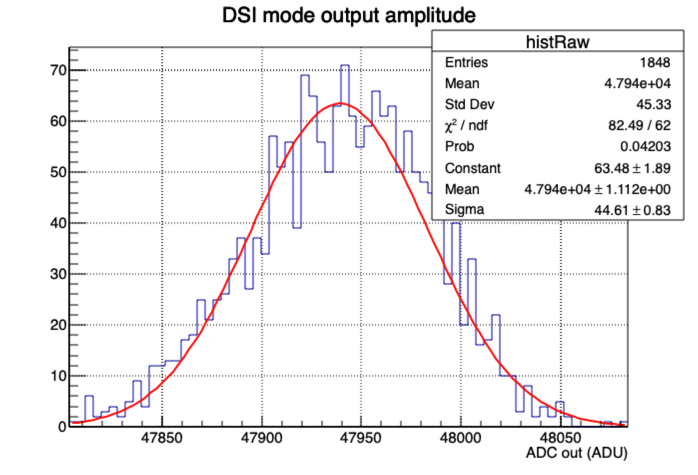 DSI mode output amplitude
histRaw
Entries 1848
Mean 4.794e+04
Std Dev 45.33
χ² / ndf 82.49 / 62
Prob 0.04203
Constant 63.48 ± 1.89
Mean 4.794e+04 ± 1.112e+00
Sigma 44.61 ± 0.83
70
60
50
40
30
20
10
0
47850 47900 47950 48000 48050
ADC out (ADU)